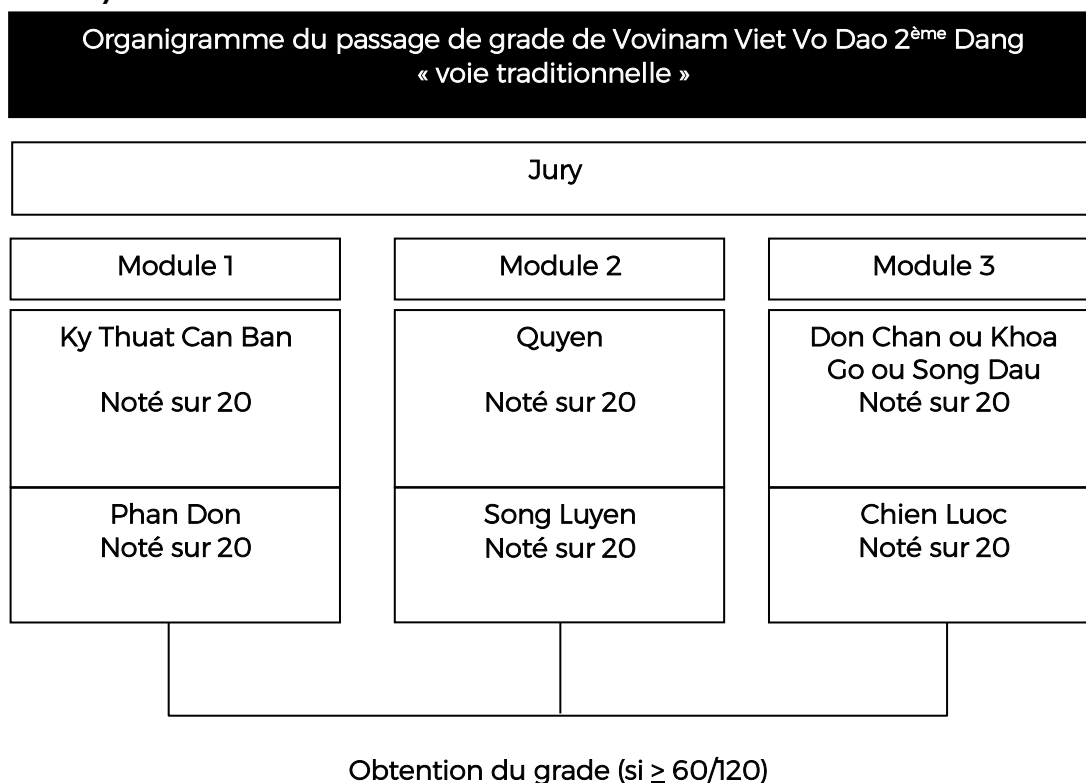 Organigramme du passage de grade de Vovinam Viet Vo Dao 2ème Dang
« voie traditionnelle »
Jury
Module 1
Module 2
Module 3
Ky Thuat Can Ban
Noté sur 20
Quyen
Noté sur 20
Don Chan ou Khoa
Go ou Song Dau
Noté sur 20
Phan Don
Noté sur 20
Song Luyen
Noté sur 20
Chien Luoc
Noté sur 20
Obtention du grade (si ≥ 60/120)